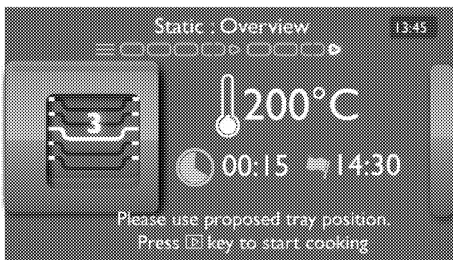 Static : Overview
13:45
3
200°C
00:15
14:30
Please use proposed tray position.
Press ▷ key to start cooking